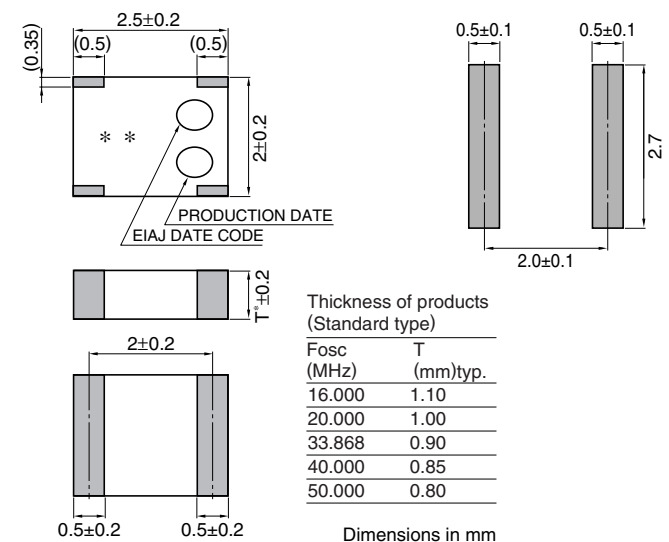 2.5±0.2
(0.5) (0.5)
(0.35)
* *
2±0.2
PRODUCTION DATE
EIAJ DATE CODE
T*±0.2
2±0.2
0.5±0.2 0.5±0.2
0.5±0.1 0.5±0.1
2.7
2.0±0.1
Thickness of products
(Standard type)
Fosc T
(MHz) (mm)typ.
16.000 1.10
20.000 1.00
33.868 0.90
40.000 0.85
50.000 0.80
Dimensions in mm